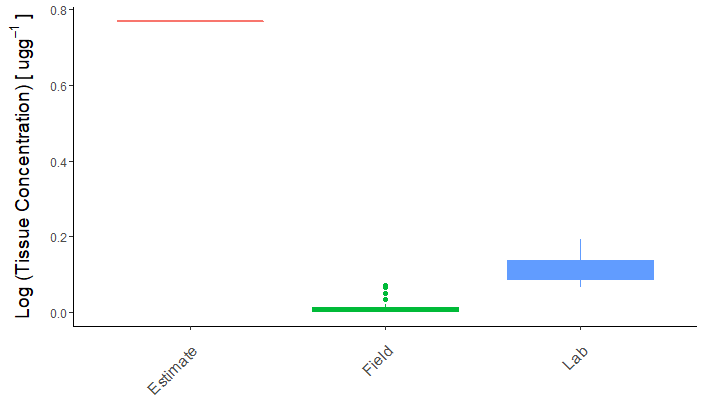 Log (Tissue Concentration) [ ugg⁻¹ ]
0.8
0.6
0.4
0.2
0.0
Estimate
Field
Lab